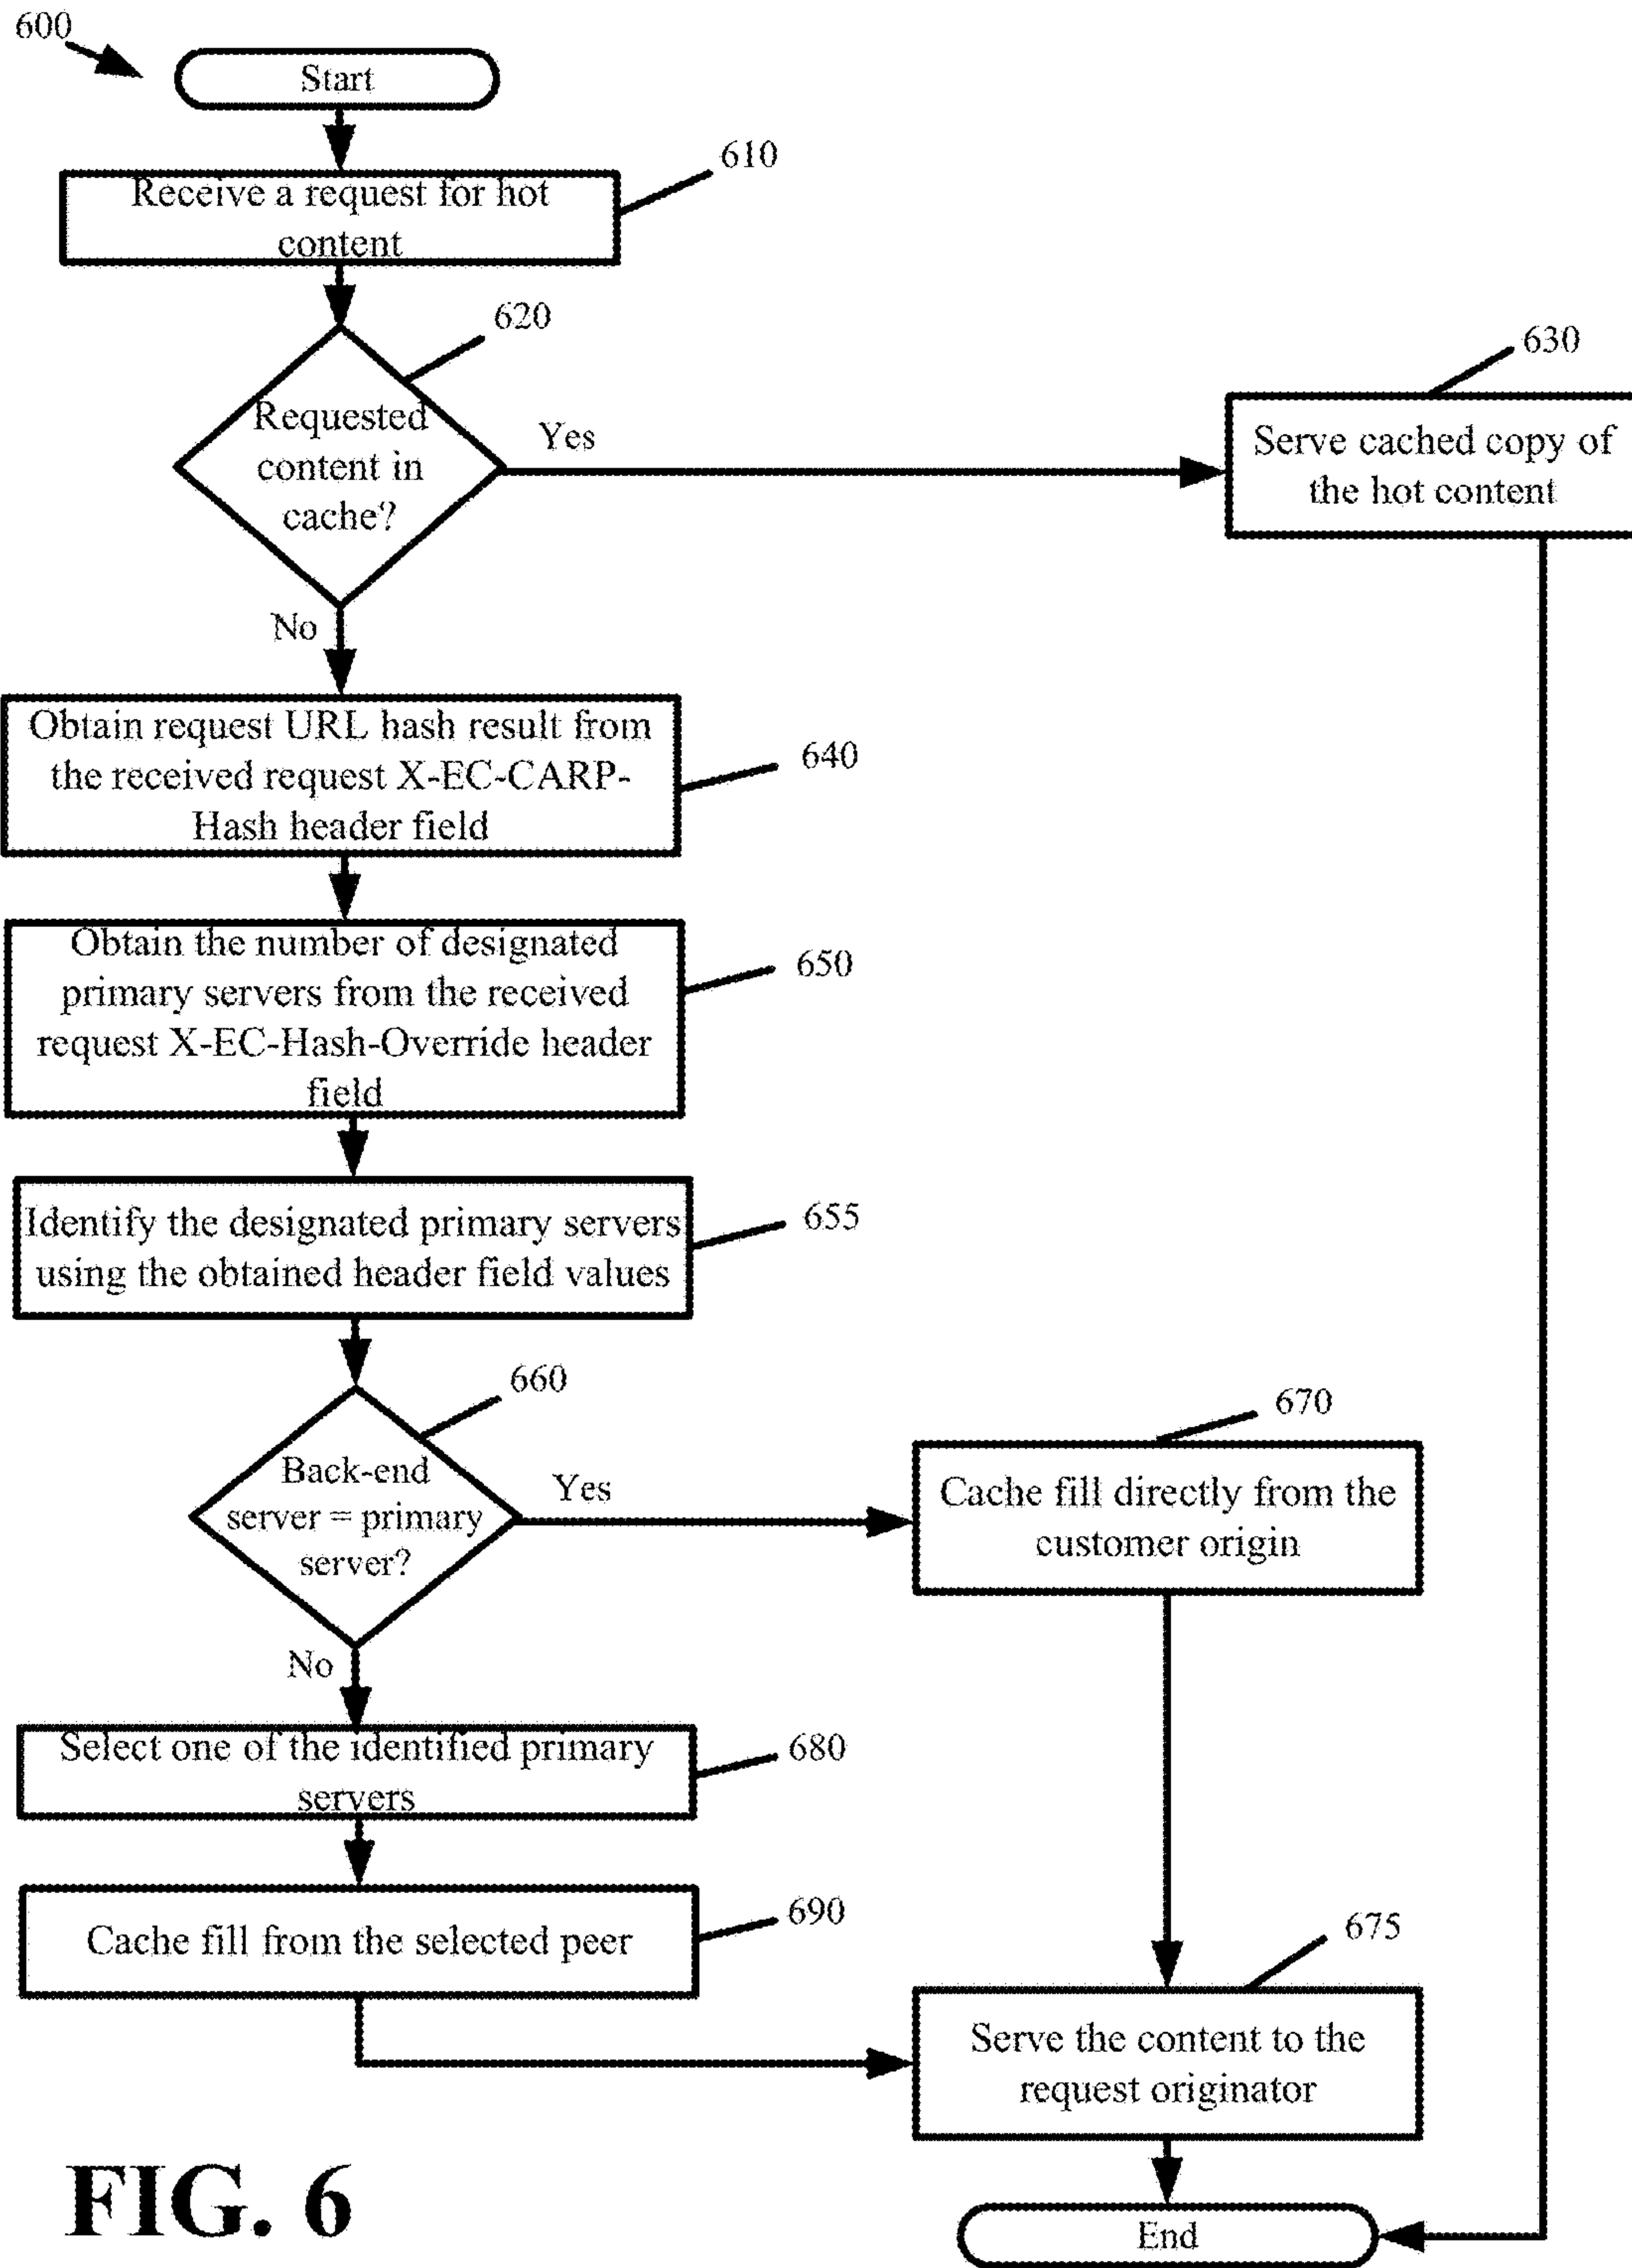 600
Start
610
Receive a request for hot
content
620
Requested
content in
cache?
Yes
630
Serve cached copy of
the hot content
No
Obtain request URL hash result from
the received request X-EC-CARP-
Hash header field
640
Obtain the number of designated
primary servers from the received
request X-EC-Hash-Override header
field
650
Identify the designated primary servers
using the obtained header field values
655
660
Back-end
server = primary
server?
Yes
670
Cache fill directly from the
customer origin
No
Select one of the identified primary
servers
680
Cache fill from the selected peer
690
675
Serve the content to the
request originator
End
FIG. 6